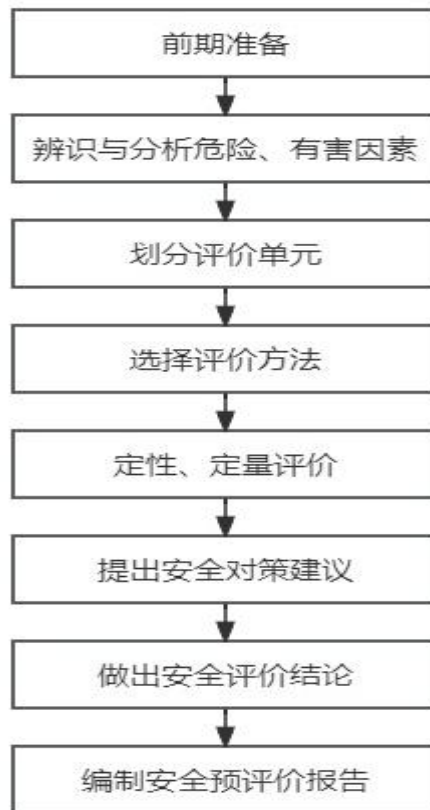 前期准备
辨识与分析危险、有害因素
划分评价单元
选择评价方法
定性、定量评价
提出安全对策建议
做出安全评价结论
编制安全预评价报告